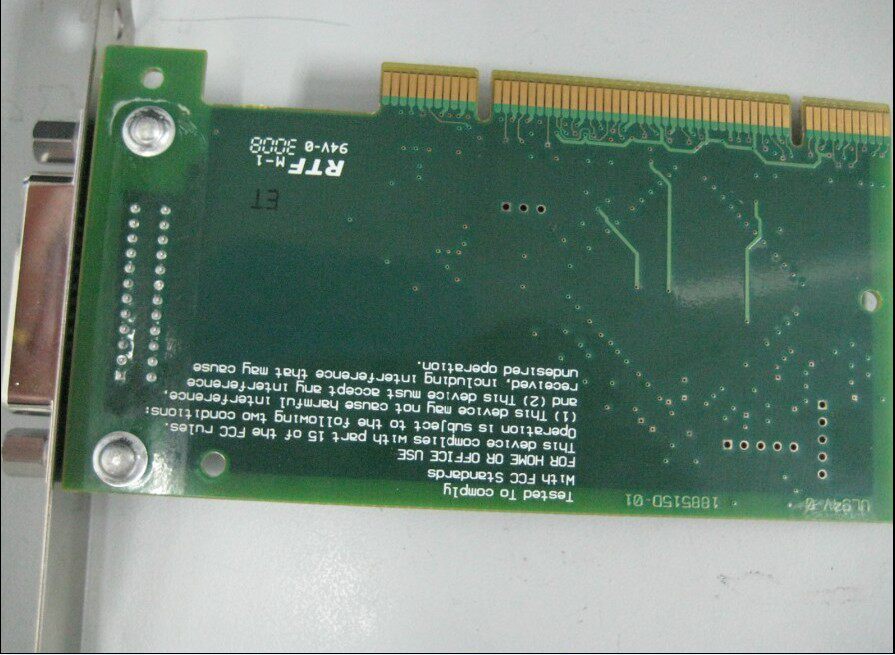 UL94V-0
188515D-01
Tested To comply
With FCC Standards
FOR HOME OR OFFICE USE
This device complies with part 15 of the FCC rules.
Operation is subject to the following two conditions:
(1) This device may not cause harmful interference,
and (2) This device must accept any interference
received, including interference that may cause
undesired operation.
ET
RTF M-1
94V-0 3008